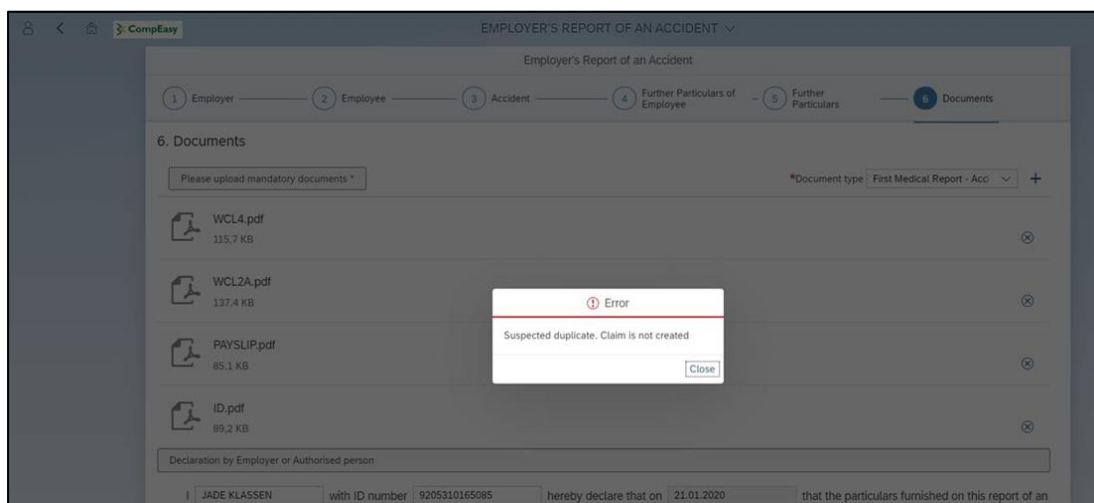 CompEasy
EMPLOYER'S REPORT OF AN ACCIDENT
Employer's Report of an Accident
1 Employer 2 Employee 3 Accident 4 Further Particulars of Employee 5 Further Particulars 6 Documents
6. Documents
Please upload mandatory documents *
*Document type First Medical Report - Acci
WCL4.pdf
115,7 KB
WCL2A.pdf
137,4 KB
Error
Suspected duplicate. Claim is not created
Close
PAYSLIP.pdf
85,1 KB
ID.pdf
89,2 KB
Declaration by Employer or Authorised person
I JADE KLASSEN with ID number 9205310165085 hereby declare that on 21.01.2020 that the particulars furnished on this report of an